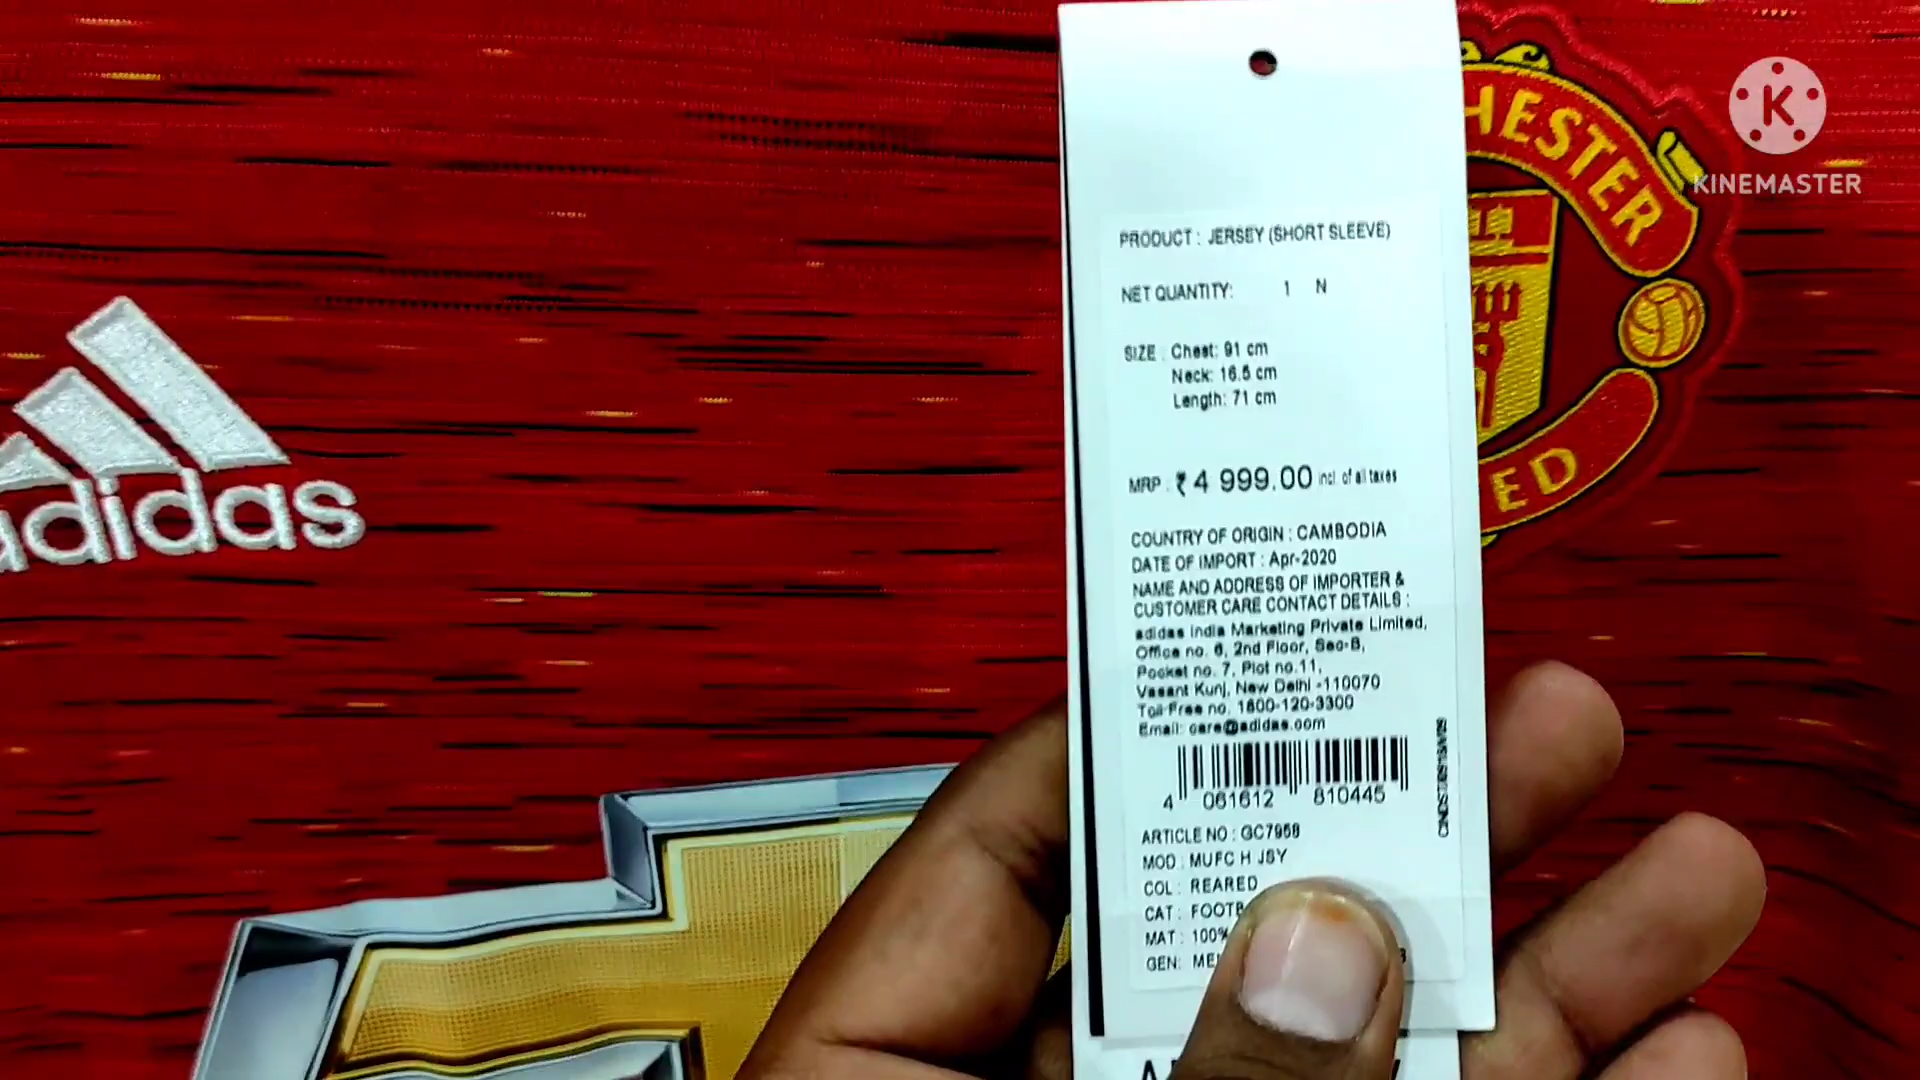 KINEMASTER
HESTER
ED
adidas
PRODUCT : JERSEY (SHORT SLEEVE)
NET QUANTITY: 1 N
SIZE : Chest: 91 cm
Neck: 16.5 cm
Length: 71 cm
MRP : ₹ 4 999.00 incl. of all taxes
COUNTRY OF ORIGIN : CAMBODIA
DATE OF IMPORT : Apr-2020
NAME AND ADDRESS OF IMPORTER &
CUSTOMER CARE CONTACT DETAILS :
adidas India Marketing Private Limited,
Office no. 6, 2nd Floor, Sec-B,
Pocket no. 7, Plot no.11,
Vasant Kunj, New Delhi -110070
Toll-Free no. 1800-120-3300
Email: care@adidas.com
4 061612 810445
ARTICLE NO : GC7958
MOD : MUFC H JSY
COL : REARED
CAT : FOOTB
MAT : 100%
GEN: ME